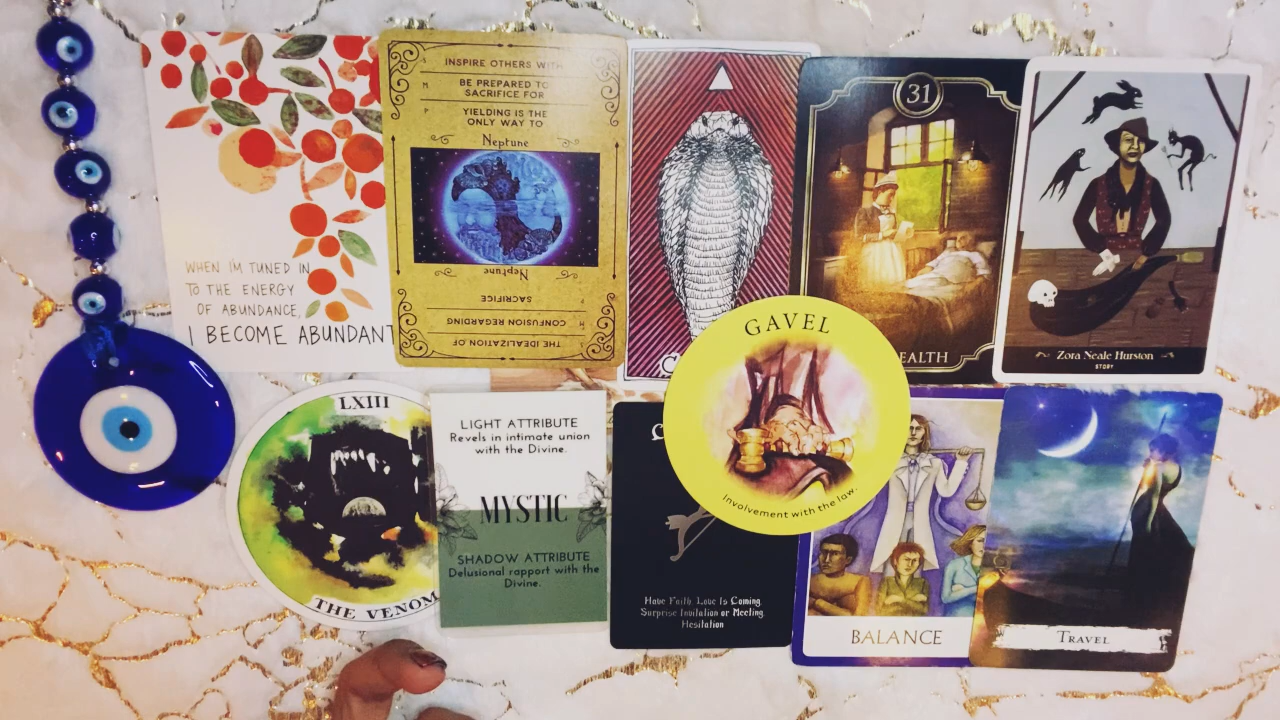 WHEN I'M TUNED IN
TO THE ENERGY
OF ABUNDANCE,
I BECOME ABUNDANT
INSPIRE OTHERS WITH
BE PREPARED TO
SACRIFICE FOR
YIELDING IS THE
ONLY WAY TO
Neptune
Neptune
SACRIFICE
CONFUSION REGARDING
THE IDEALIZATION OF
31
EALTH
Zora Neale Hurston
STORY
GAVEL
Involvement with the law.
LXIII
THE VENOM
LIGHT ATTRIBUTE
Revels in intimate union
with the Divine.
MYSTIC
SHADOW ATTRIBUTE
Delusional rapport with the
Divine.
Have Faith, Love Is Coming.
Surprise Invitation or Meeting.
Hesitation
BALANCE
TRAVEL